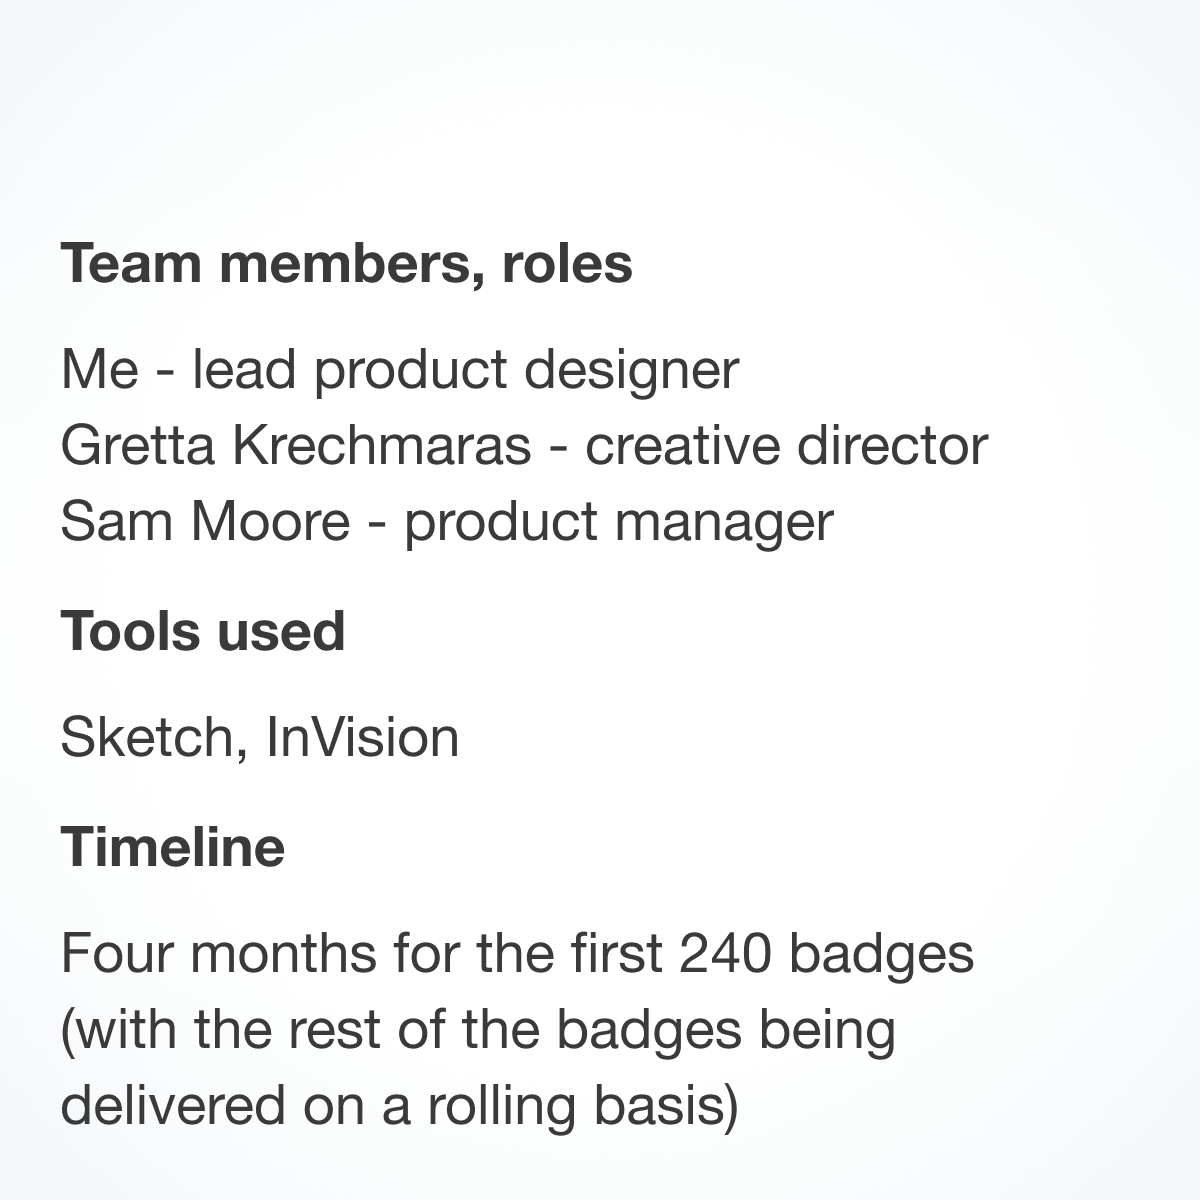 Team members, roles
Me - lead product designer
Gretta Krechmaras - creative director
Sam Moore - product manager
Tools used
Sketch, InVision
Timeline
Four months for the first 240 badges
(with the rest of the badges being
delivered on a rolling basis)